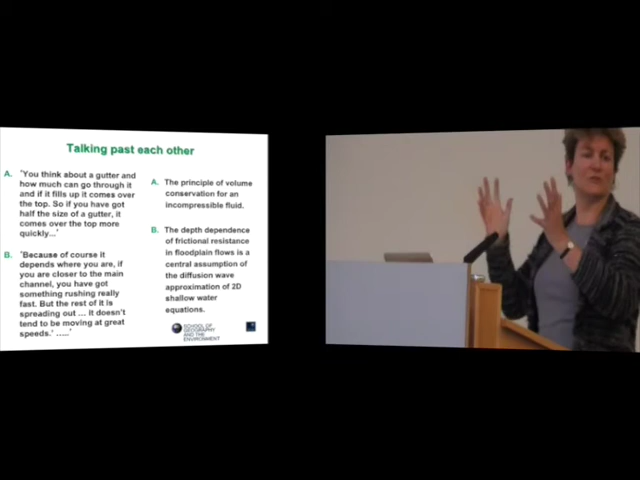 Talking past each other
A. 'You think about a gutter and
how much can go through it
and if it fills up it comes over
the top. So if you have got
half the size of a gutter, it
comes over the top more
quickly...'
B. 'Because of course it
depends where you are, if
you are closer to the main
channel, you have got
something rushing really
fast. But the rest of it is
spreading out ... It doesn't
tend to be moving at great
speeds.' .....'
A. The principle of volume
conservation for an
incompressible fluid.
B. The depth dependence
of frictional resistance
in floodplain flows is a
central assumption of
the diffusion wave
approximation of 2D
shallow water
equations.
SCHOOL OF
GEOGRAPHY
AND THE
ENVIRONMENT